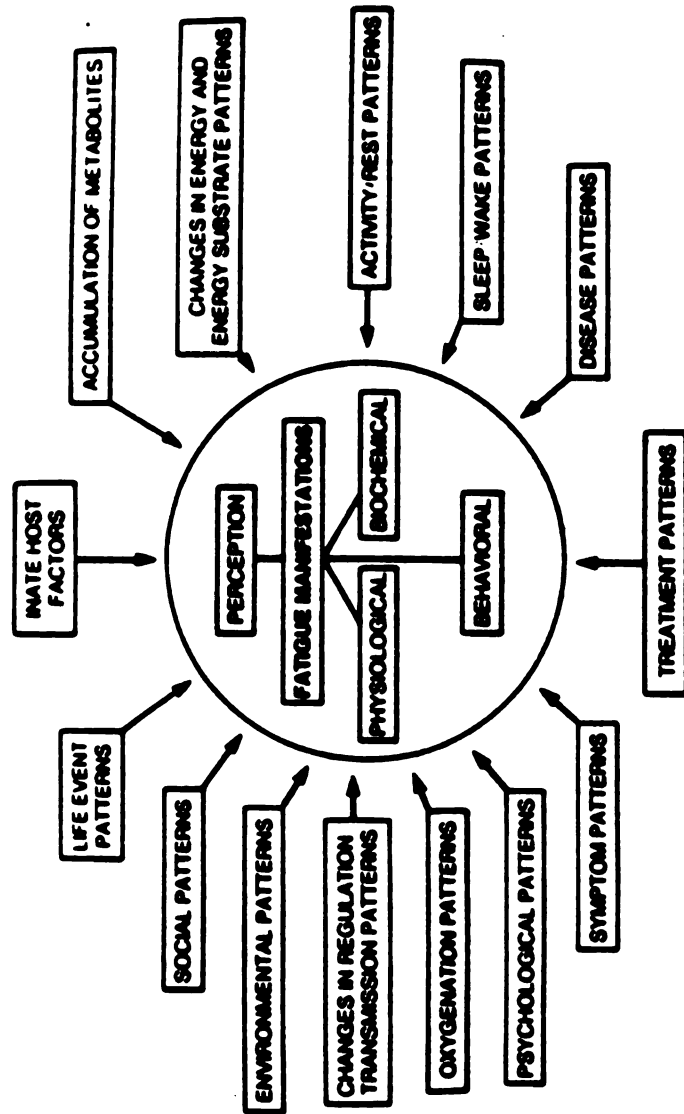 ACCUMULATION OF METABOLITES
CHANGES IN ENERGY AND
ENERGY SUBSTRATE PATTERNS
ACTIVITY/REST PATTERNS
SLEEP/WAKE PATTERNS
DISEASE PATTERNS
TREATMENT PATTERNS
SYMPTOM PATTERNS
PSYCHOLOGICAL PATTERNS
OXYGENATION PATTERNS
CHANGES IN REGULATION
TRANSMISSION PATTERNS
ENVIRONMENTAL PATTERNS
SOCIAL PATTERNS
LIFE EVENT
PATTERNS
INATE HOST
FACTORS
PERCEPTION
FATIGUE MANIFESTATIONS
PHYSIOLOGICAL
BIOCHEMICAL
BEHAVIORAL